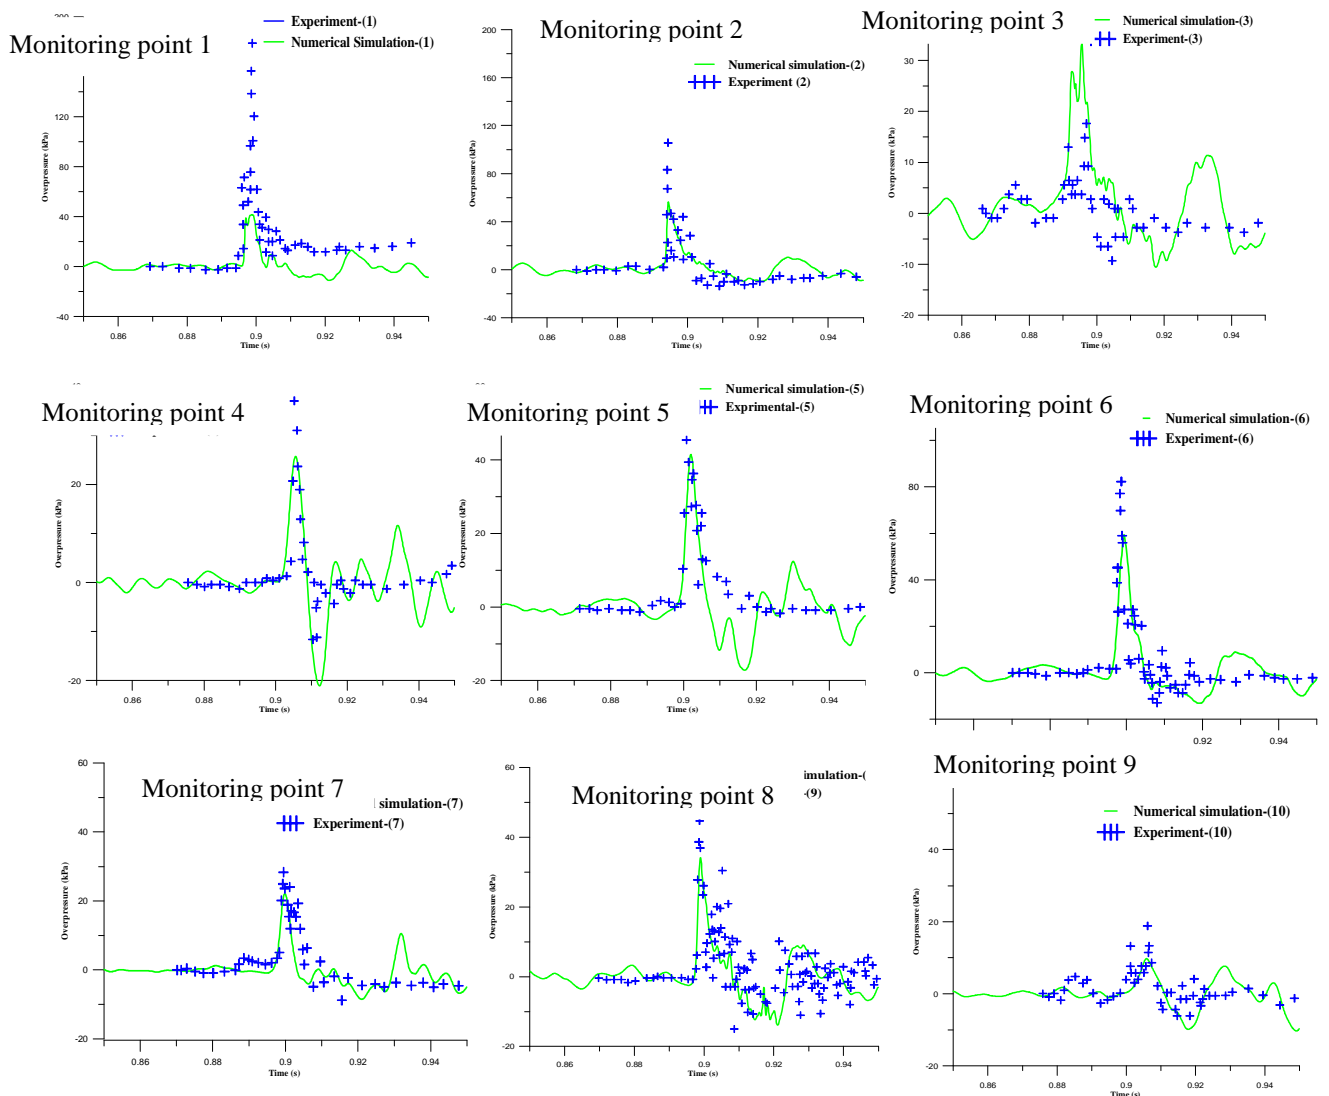 Monitoring point 1
Experiment-(1)
Numerical Simulation-(1)
120
80
40
0
-40
Overpressure (kPa)
0.86
0.88
0.9
0.92
0.94
Time (s)
Monitoring point 2
Numerical simulation-(2)
Experiment (2)
200
160
120
80
40
0
-40
Overpressure (kPa)
0.86
0.88
0.9
0.92
0.94
Time (s)
Monitoring point 3
Numerical simulation-(3)
Experiment-(3)
30
20
10
0
-10
-20
Overpressure (kPa)
0.86
0.88
0.9
0.92
0.94
Time (s)
Monitoring point 4
20
0
-20
Overpressure (kPa)
0.86
0.88
0.9
0.92
0.94
Time (s)
Monitoring point 5
Numerical simulation-(5)
Exprimental-(5)
40
20
0
-20
Overpressure (kPa)
0.86
0.88
0.9
0.92
0.94
Time (s)
Monitoring point 6
Numerical simulation-(6)
Experiment-(6)
80
40
0
Overpressure (kPa)
0.92
0.94
Monitoring point 7
simulation-(7)
Experiment-(7)
60
40
20
0
-20
Overpressure (kPa)
0.86
0.88
0.9
0.92
0.94
Time (s)
Monitoring point 8
imulation-(
-(9)
60
40
20
0
-20
Overpressure (kPa)
0.86
0.88
0.9
0.92
0.94
Time (s)
Monitoring point 9
Numerical simulation-(10)
Experiment-(10)
40
20
0
-20
Overpressure (kPa)
0.86
0.88
0.9
0.92
0.94
Time (s)